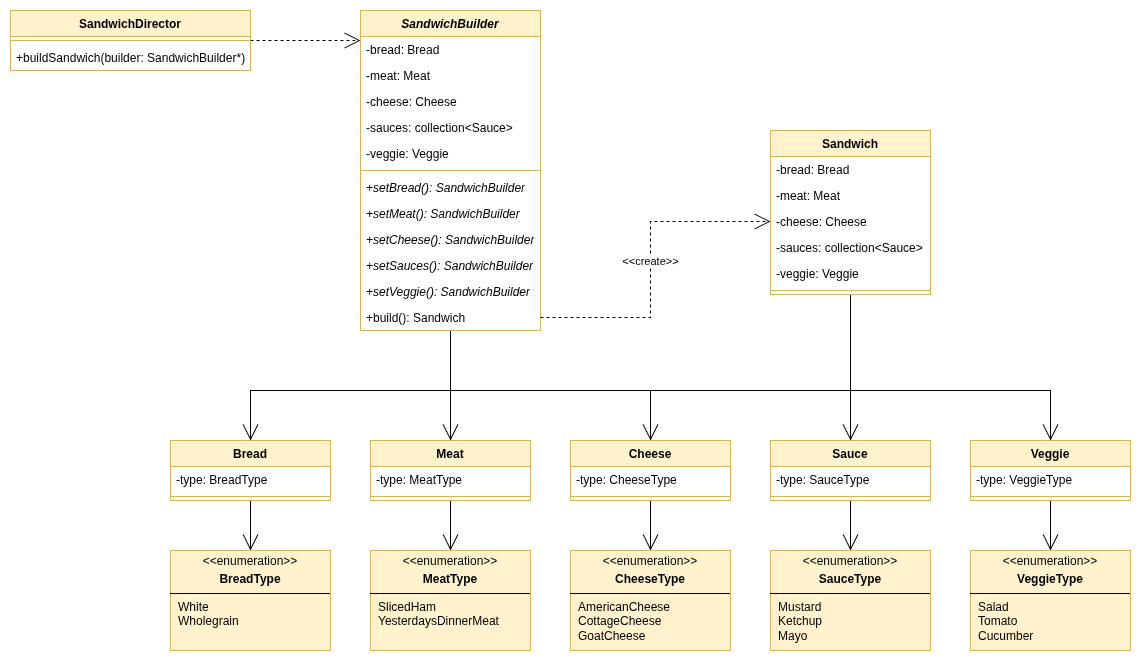 SandwichDirector
+buildSandwich(builder: SandwichBuilder*)
SandwichBuilder
-bread: Bread
-meat: Meat
-cheese: Cheese
-sauces: collection<Sauce>
-veggie: Veggie
+setBread(): SandwichBuilder
+setMeat(): SandwichBuilder
+setCheese(): SandwichBuilder
+setSauces(): SandwichBuilder
+setVeggie(): SandwichBuilder
+build(): Sandwich
<<create>>
Sandwich
-bread: Bread
-meat: Meat
-cheese: Cheese
-sauces: collection<Sauce>
-veggie: Veggie
Bread
-type: BreadType
Meat
-type: MeatType
Cheese
-type: CheeseType
Sauce
-type: SauceType
Veggie
-type: VeggieType
<<enumeration>>
BreadType
White
Wholegrain
<<enumeration>>
MeatType
SlicedHam
YesterdaysDinnerMeat
<<enumeration>>
CheeseType
AmericanCheese
CottageCheese
GoatCheese
<<enumeration>>
SauceType
Mustard
Ketchup
Mayo
<<enumeration>>
VeggieType
Salad
Tomato
Cucumber